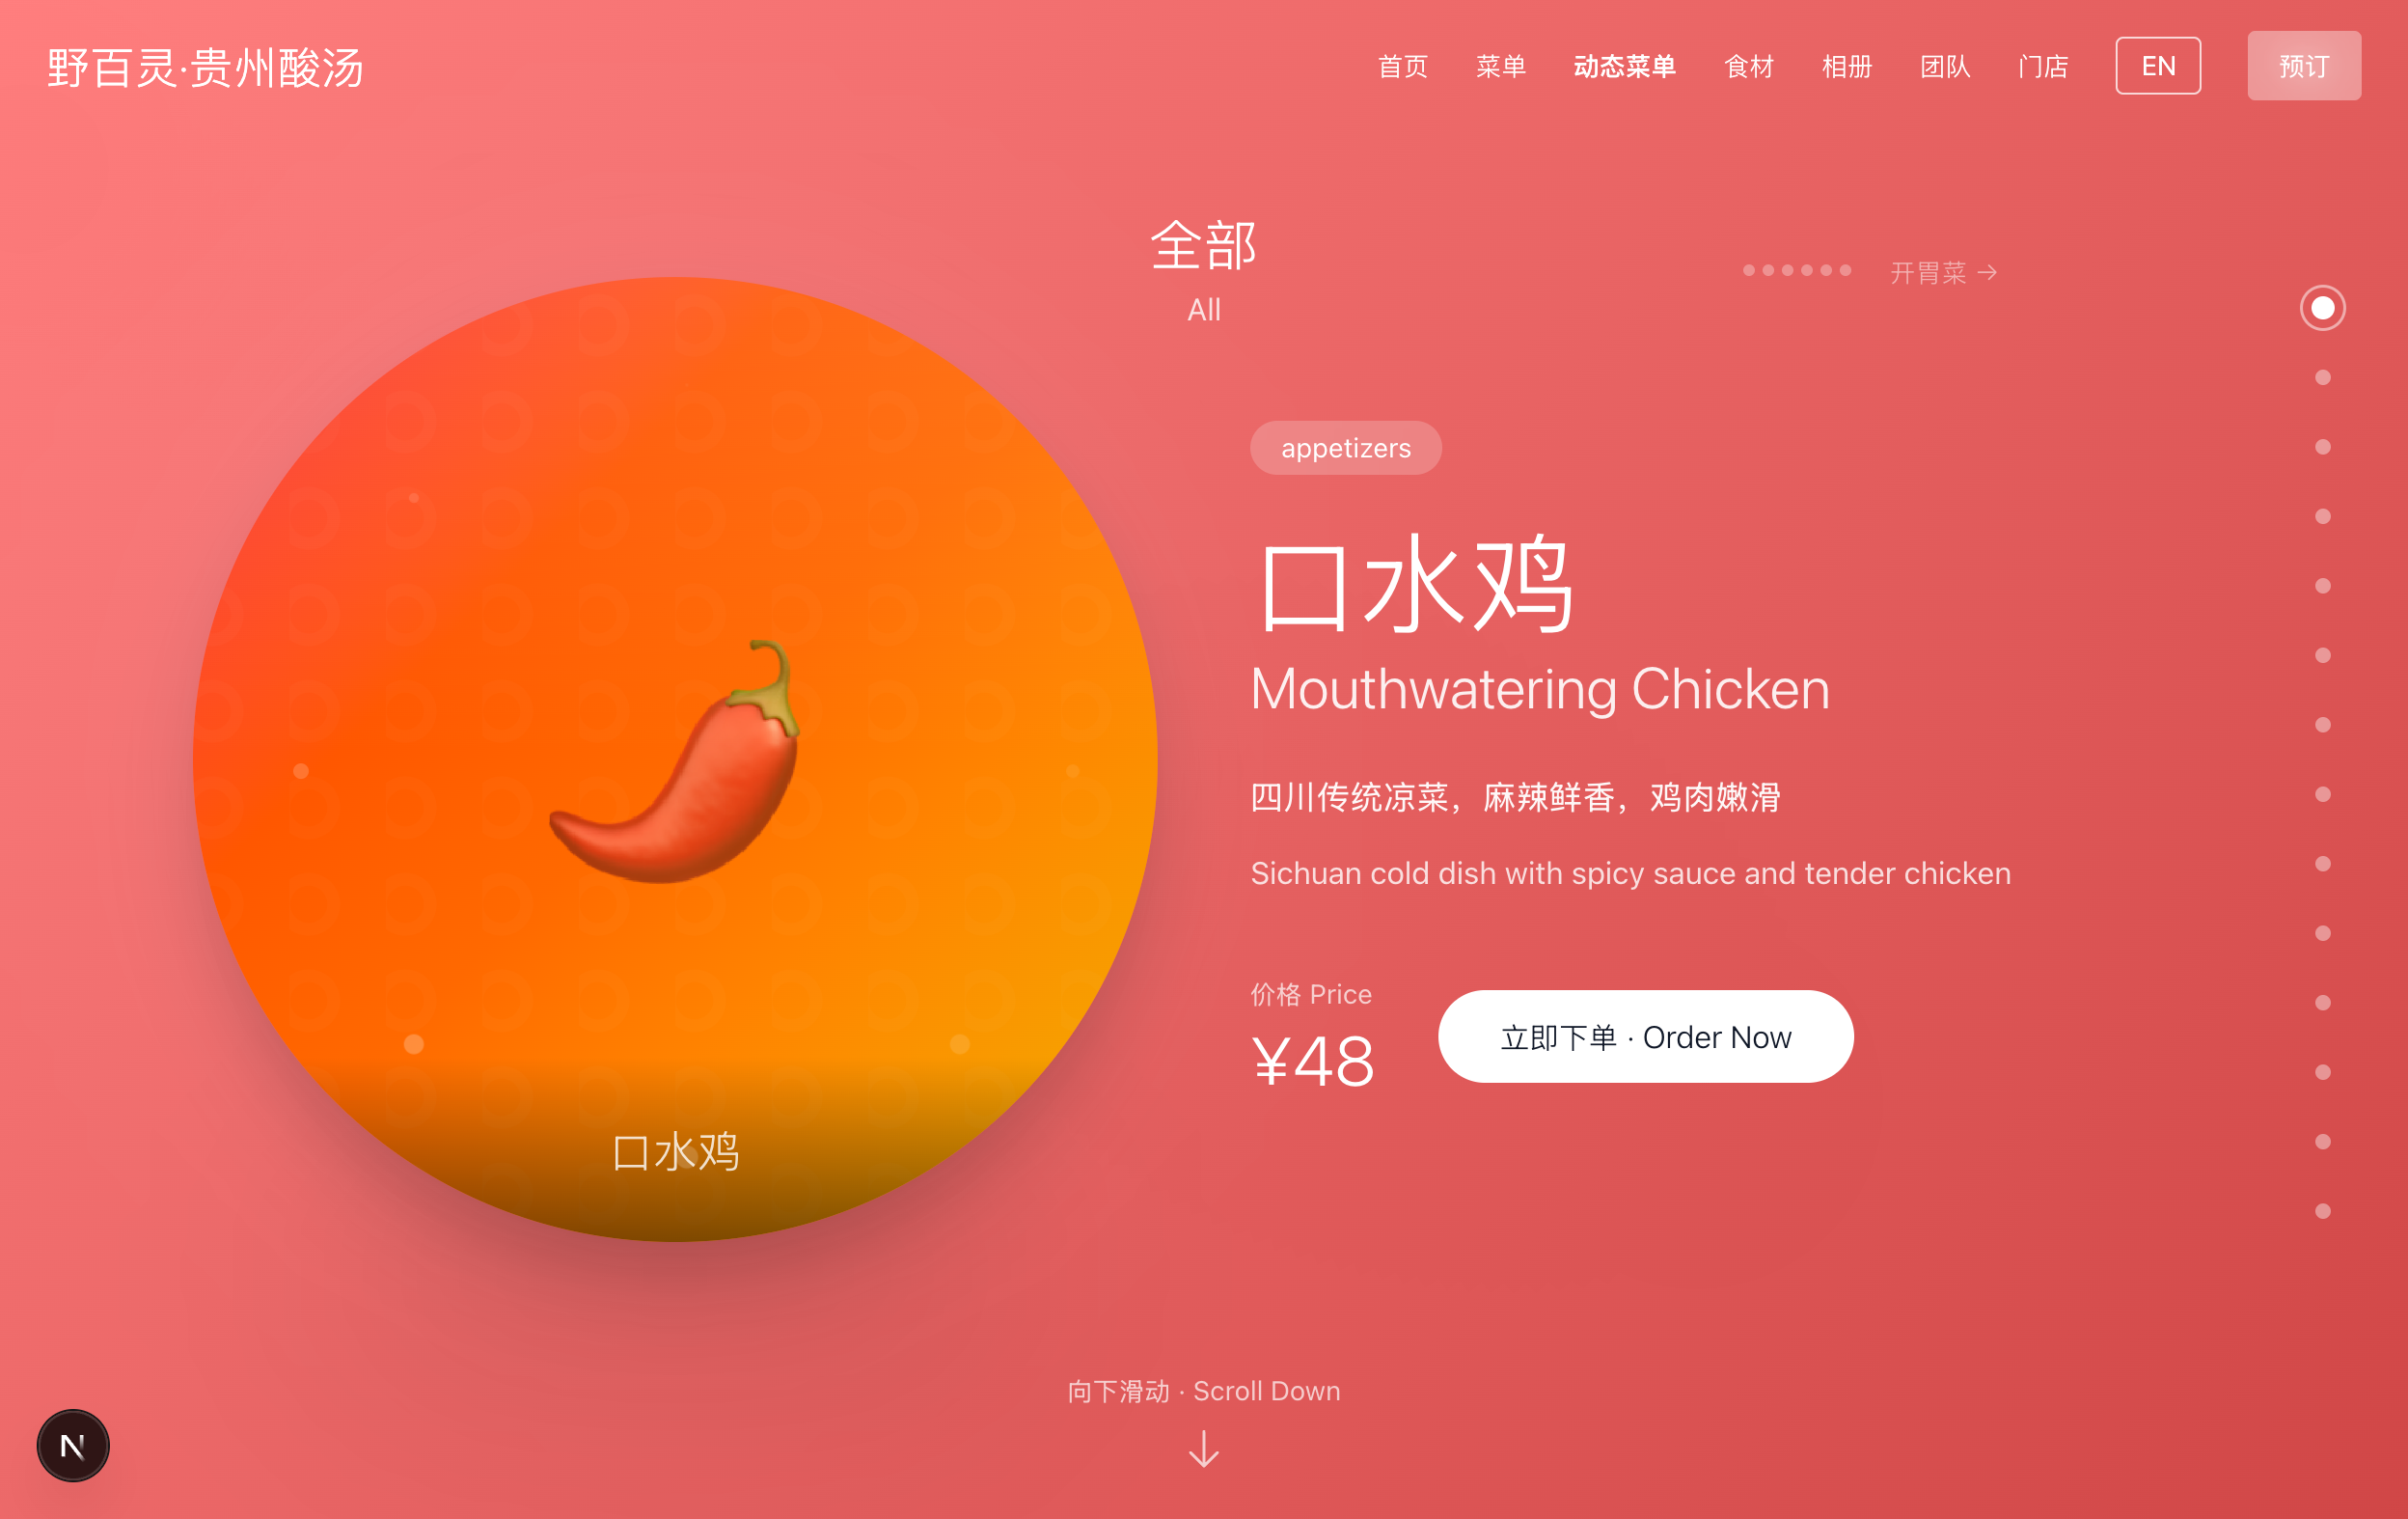 野百灵·贵州酸汤
首页 菜单 动态菜单 食材 相册 团队 门店 EN 预订
全部
All
开胃菜 →
appetizers
口水鸡
Mouthwatering Chicken
四川传统凉菜，麻辣鲜香，鸡肉嫩滑
Sichuan cold dish with spicy sauce and tender chicken
价格 Price
¥48
立即下单 · Order Now
口水鸡
向下滑动 · Scroll Down
N